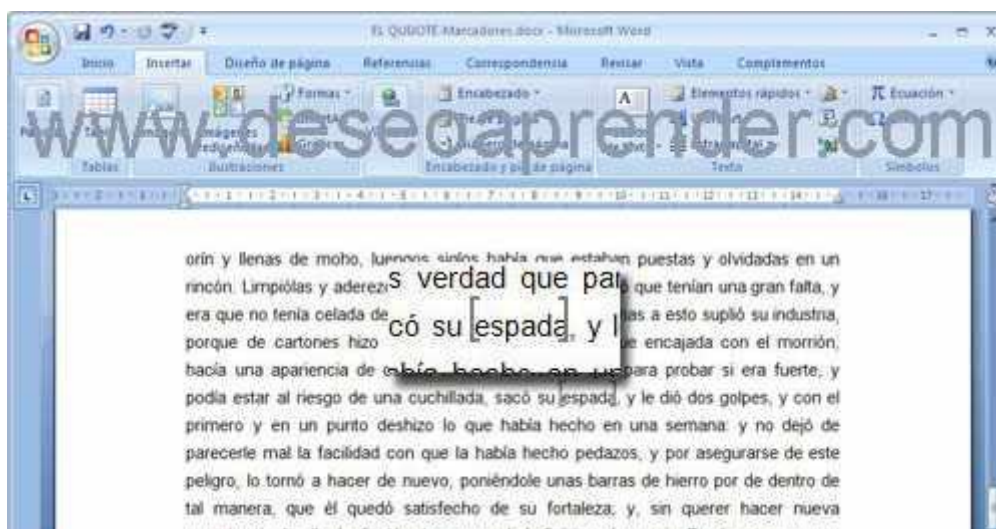 EL QUIJOTE-Marcadores.docx - Microsoft Word
Inicio Insertar Diseño de página Referencias Correspondencia Revisar Vista Complementos
Formas Encabezado A Elementos rápidos Ecuación
www.deseoaprender.com
Tablas Ilustraciones Encabezado y pie de página Texto Símbolos
orín y llenas de moho, luengos siglos había que estaban puestas y olvidadas en un
rincón. Limpiólas y aderezó que tenían una gran falta, y
s verdad que par
era que no tenía celada de a esto suplió su industria,
có su [espada], y l
porque de cartones hizo encajada con el morrión,
hacía una apariencia de para probar si era fuerte, y
bía hecho en un
podía estar al riesgo de una cuchillada, sacó su [espada], y le dió dos golpes, y con el
primero y en un punto deshizo lo que había hecho en una semana: y no dejó de
parecerle mal la facilidad con que la había hecho pedazos, y por asegurarse de este
peligro, lo tornó a hacer de nuevo, poniéndole unas barras de hierro por de dentro de
tal manera, que él quedó satisfecho de su fortaleza; y, sin querer hacer nueva